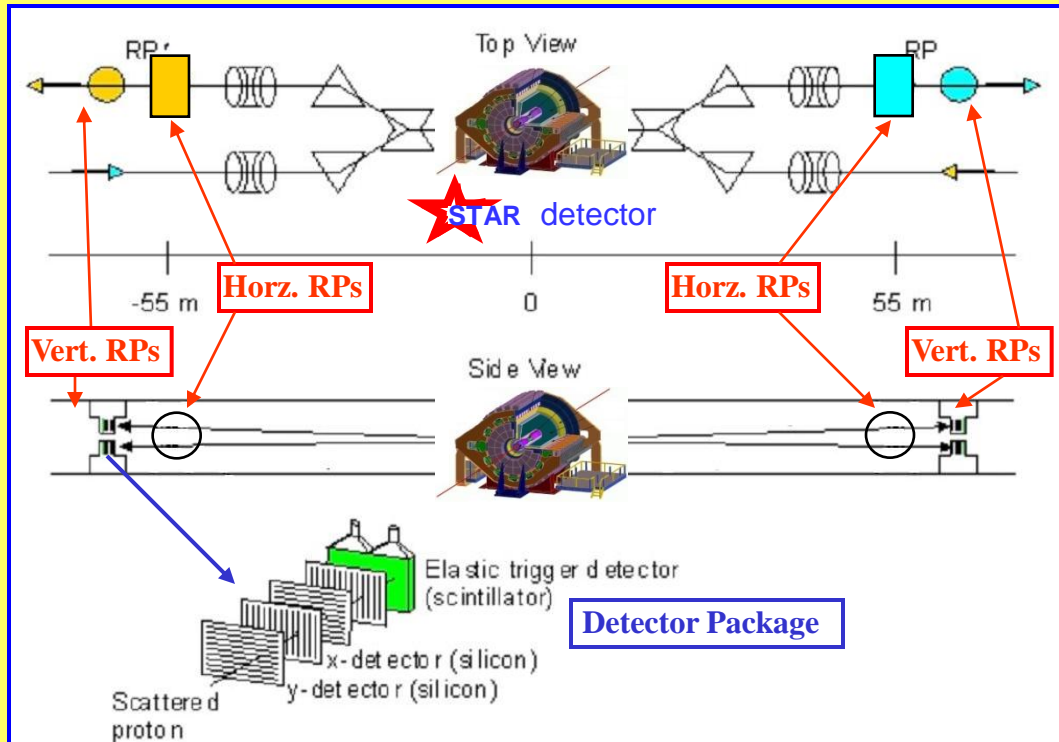 Top View
RP'
RP
STAR detector
Horz. RPs
Horz. RPs
-55 m
0
55 m
Vert. RPs
Vert. RPs
Side View
Elastic trigger detector
(scintillator)
Detector Package
x-detector (silicon)
y-detector (silicon)
Scattered
proton